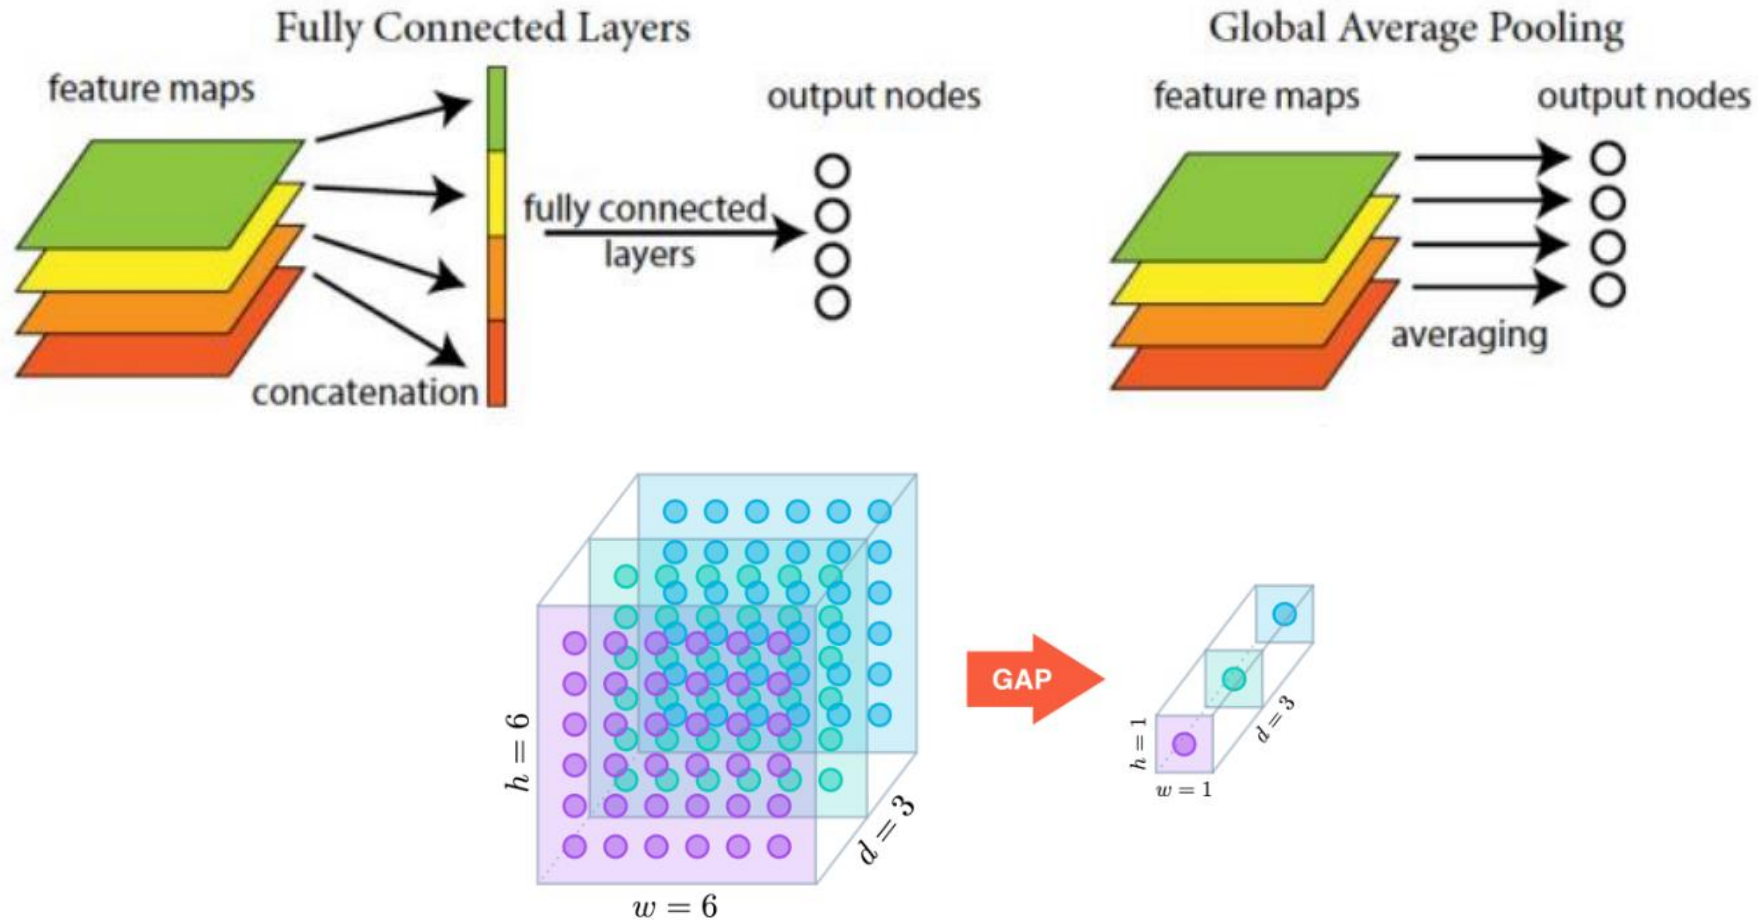 Fully Connected Layers
feature maps
output nodes
fully connected
layers
concatenation
Global Average Pooling
feature maps
output nodes
averaging
h = 6
w = 6
d = 3
GAP
h = 1
w = 1
d = 3